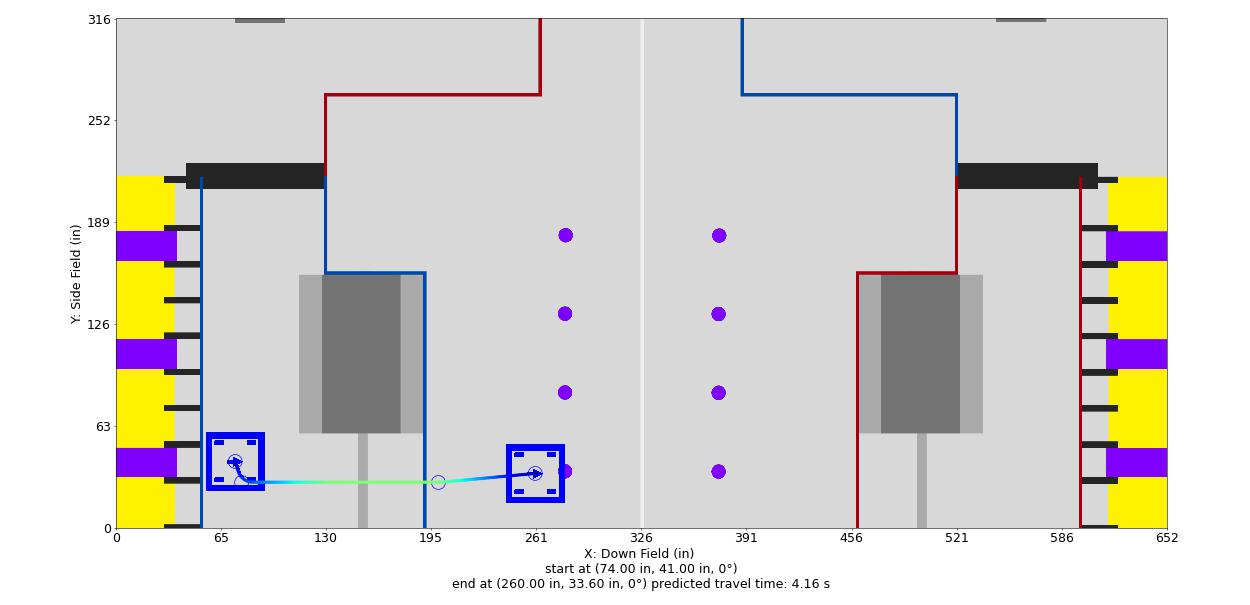 316
252
189
126
63
0
Y: Side Field (in)
0 65 130 195 261 326 391 456 521 586 652
X: Down Field (in)
start at (74.00 in, 41.00 in, 0°)
end at (260.00 in, 33.60 in, 0°) predicted travel time: 4.16 s